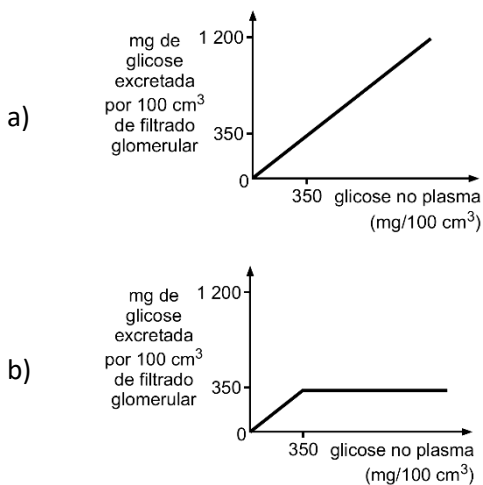 a)
mg de
glicose
excretada
por 100 cm³
de filtrado
glomerular
1 200
350
0
350
glicose no plasma
(mg/100 cm³)
b)
mg de
glicose
excretada
por 100 cm³
de filtrado
glomerular
1 200
350
0
350
glicose no plasma
(mg/100 cm³)